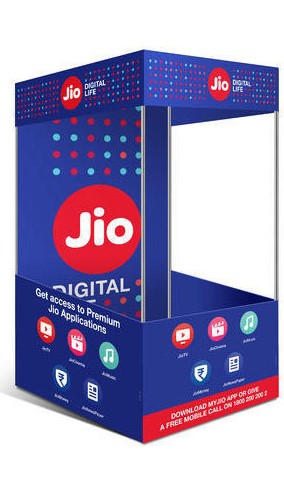 Jio DIGITAL
LIFE
Jio DIGITAL
LIFE
Jio
DIGITAL
LIFE
Get access to Premium
Jio Applications
JioTV
JioCinema
JioMusic
JioMoney
JioNewsPaper
JioTV
JioCinema
JioMusic
JioMoney
JioNewsPaper
DOWNLOAD MYJIO APP OR GIVE
A FREE MOBILE CALL ON 1800 200 200 2